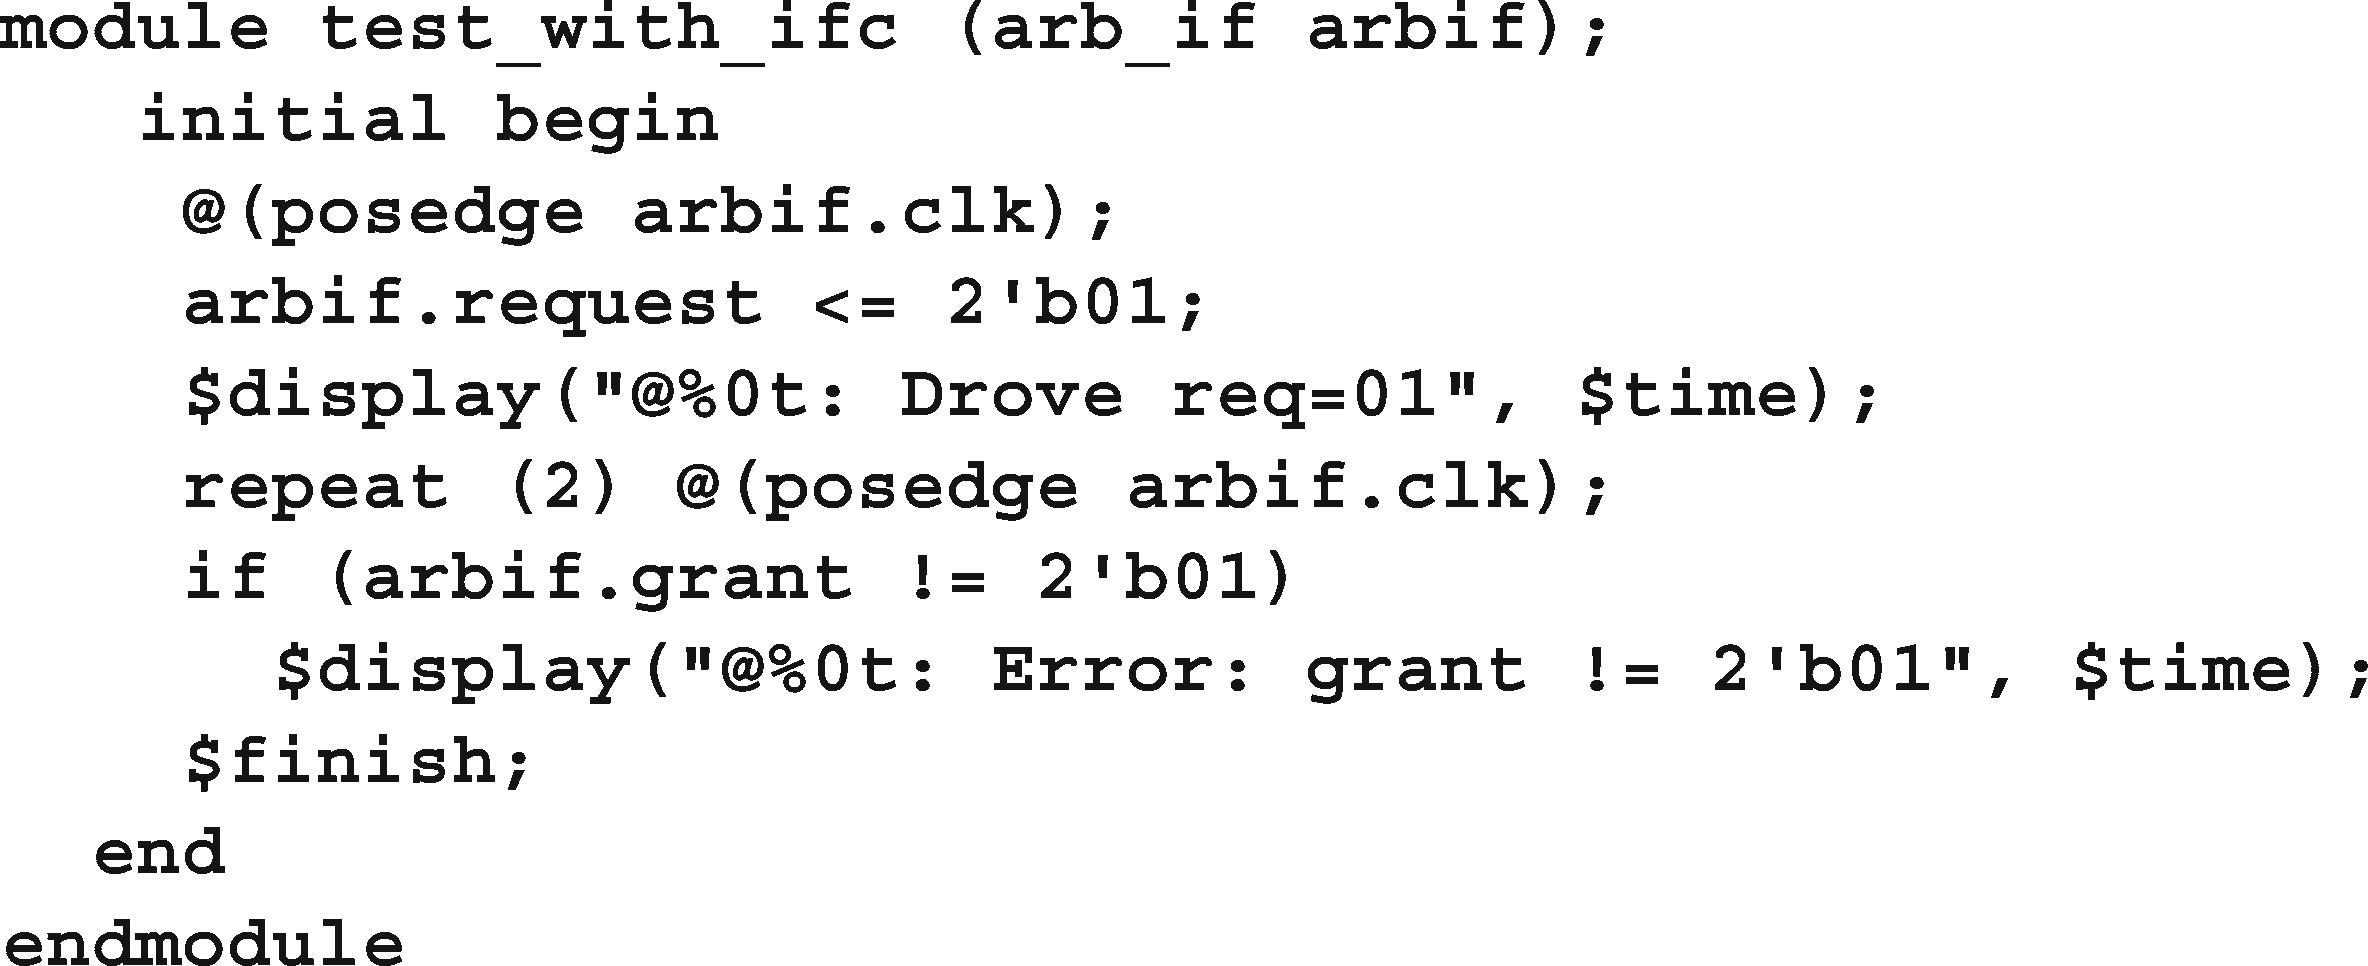 module test_with_ifc (arb_if arbif);
initial begin
@(posedge arbif.clk);
arbif.request <= 2'b01;
$display("@%0t: Drove req=01", $time);
repeat (2) @(posedge arbif.clk);
if (arbif.grant != 2'b01)
$display("@%0t: Error: grant != 2'b01", $time);
$finish;
end
endmodule